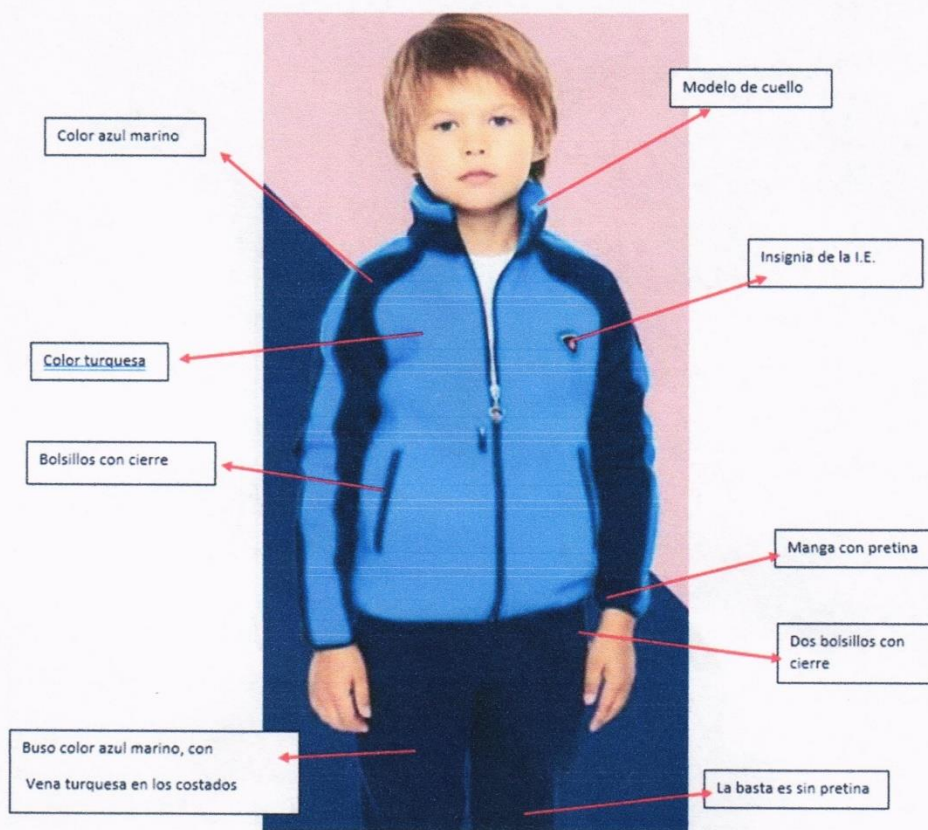 Modelo de cuello
Color azul marino
Insignia de la I.E.
Color turquesa
Bolsillos con cierre
Manga con pretina
Dos bolsillos con
cierre
Buso color azul marino, con
Vena turquesa en los costados
La basta es sin pretina